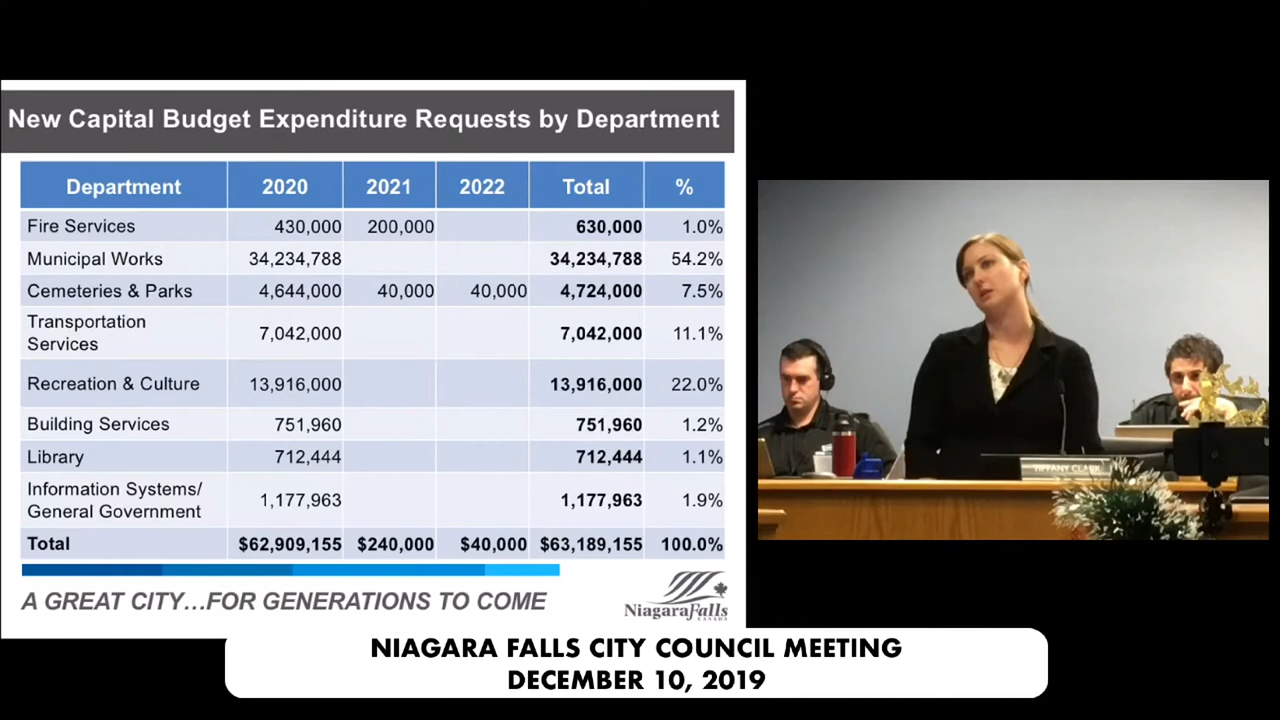 New Capital Budget Expenditure Requests by Department
Department 2020 2021 2022 Total %
Fire Services 430,000 200,000 630,000 1.0%
Municipal Works 34,234,788 34,234,788 54.2%
Cemeteries & Parks 4,644,000 40,000 40,000 4,724,000 7.5%
Transportation
Services 7,042,000 7,042,000 11.1%
Recreation & Culture 13,916,000 13,916,000 22.0%
Building Services 751,960 751,960 1.2%
Library 712,444 712,444 1.1%
Information Systems/
General Government 1,177,963 1,177,963 1.9%
Total $62,909,155 $240,000 $40,000 $63,189,155 100.0%
A GREAT CITY...FOR GENERATIONS TO COME
NiagaraFalls
CANADA
TIFFANY CLARK
NIAGARA FALLS CITY COUNCIL MEETING
DECEMBER 10, 2019